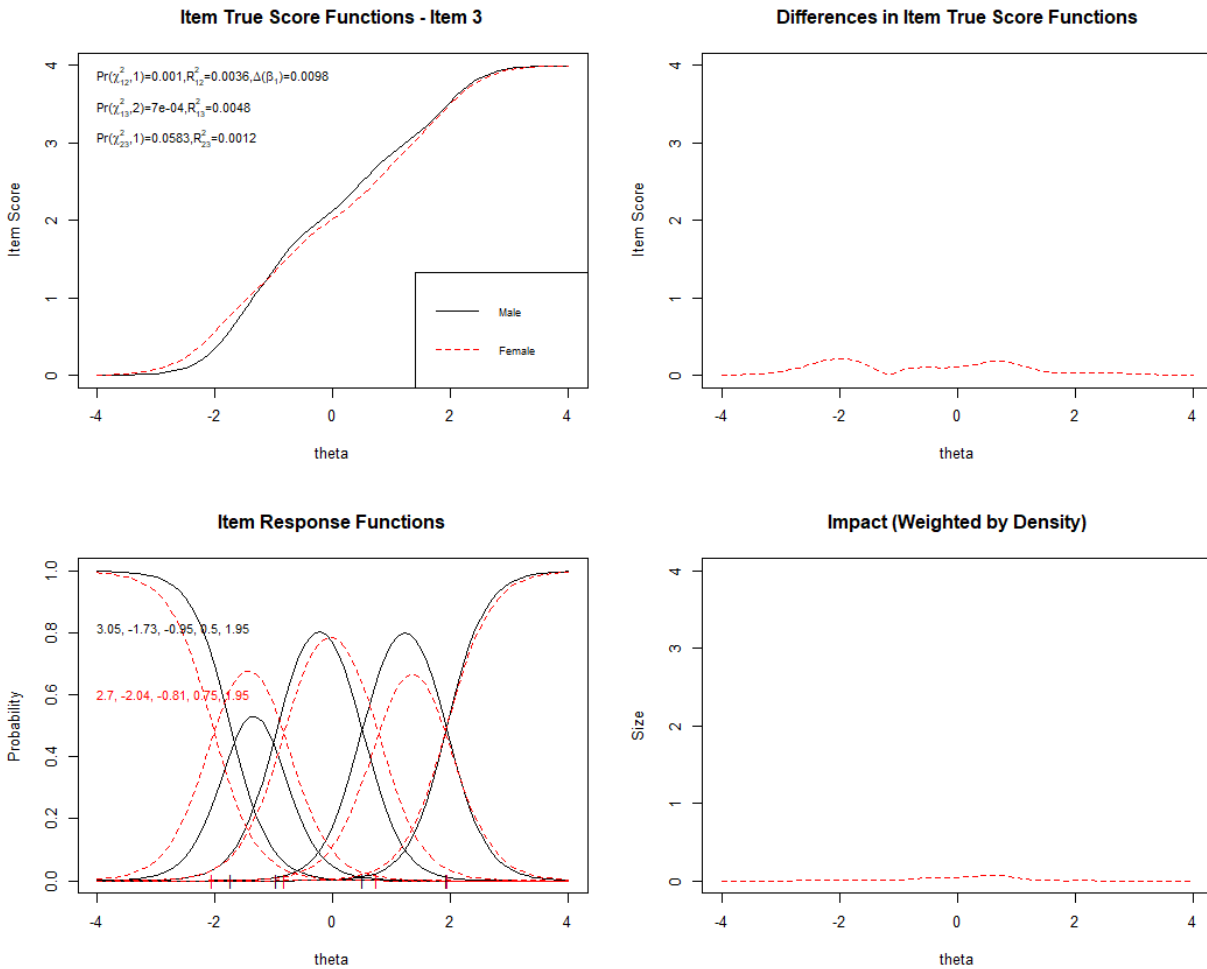 Item True Score Functions - Item 3
Pr(χ²₁₂,1)=0.001,R²₁₂=0.0036,Δ(β₁)=0.0098
Pr(χ²₁₃,2)=7e-04,R²₁₃=0.0048
Pr(χ²₂₃,1)=0.0583,R²₂₃=0.0012
Item Score
0 1 2 3 4
Male
Female
-4 -2 0 2 4
theta
Differences in Item True Score Functions
Item Score
0 1 2 3 4
-4 -2 0 2 4
theta
Item Response Functions
Probability
0.0 0.2 0.4 0.6 0.8 1.0
3.05, -1.73, -0.95, 0.5, 1.95
2.7, -2.04, -0.81, 0.75, 1.95
-4 -2 0 2 4
theta
Impact (Weighted by Density)
Size
0 1 2 3 4
-4 -2 0 2 4
theta